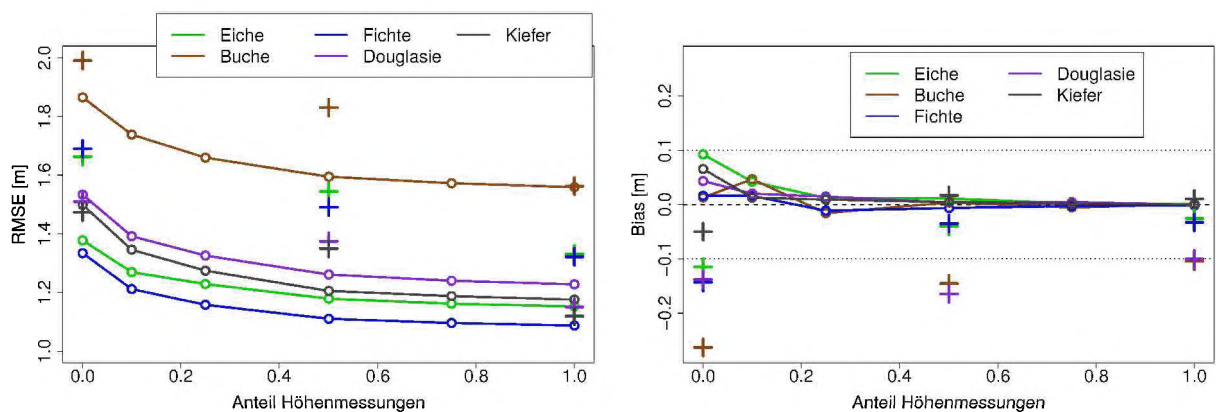 Eiche Fichte Kiefer
Buche Douglasie
RMSE [m]
2.0
1.8
1.6
1.4
1.2
1.0
0.0 0.2 0.4 0.6 0.8 1.0
Anteil Höhenmessungen
Eiche Douglasie
Buche Kiefer
Fichte
Bias [m]
0.2
0.1
0.0
−0.1
−0.2
0.0 0.2 0.4 0.6 0.8 1.0
Anteil Höhenmessungen